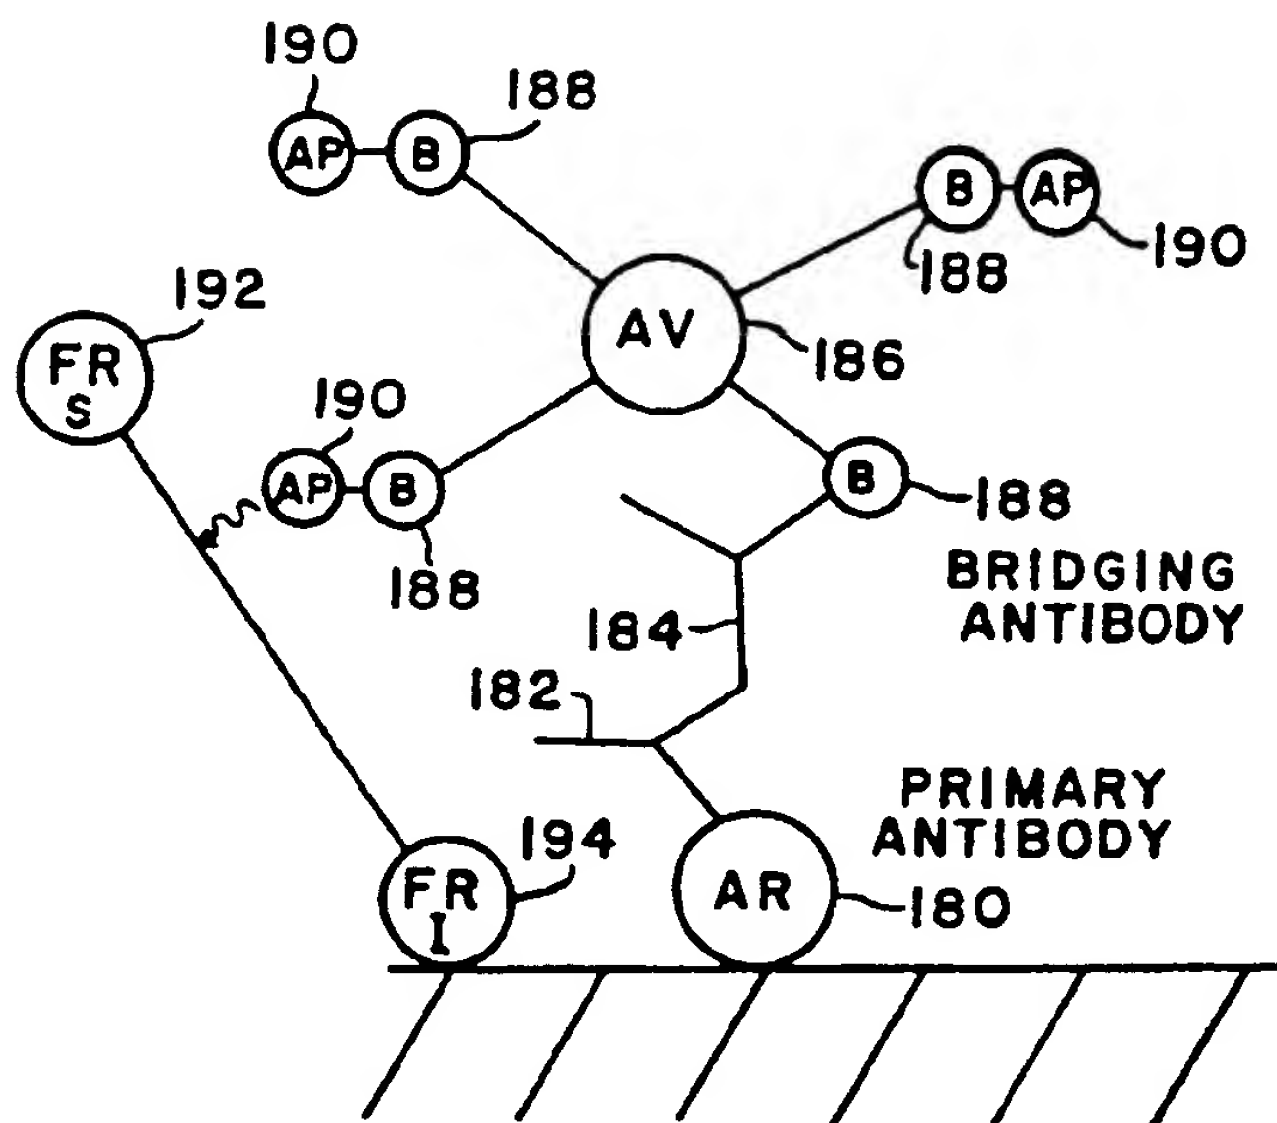 190
188
AP
B
B
AP
188
190
192
AV
186
FR
S
190
AP
B
B
188
188
BRIDGING
ANTIBODY
184
182
PRIMARY
ANTIBODY
194
FR
I
AR
180